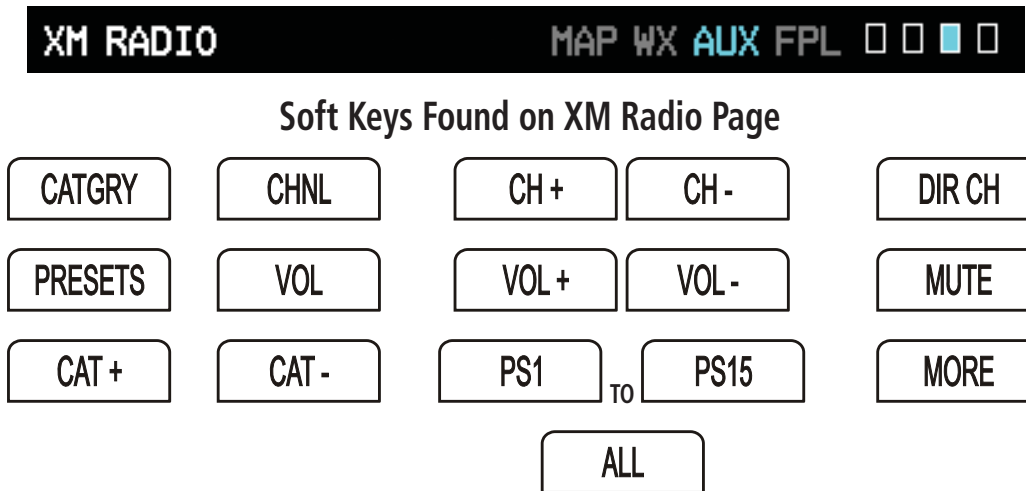 XM RADIO MAP WX AUX FPL
Soft Keys Found on XM Radio Page
CATGRY CHNL CH + CH - DIR CH
PRESETS VOL VOL + VOL - MUTE
CAT + CAT - PS1 TO PS15 MORE
ALL